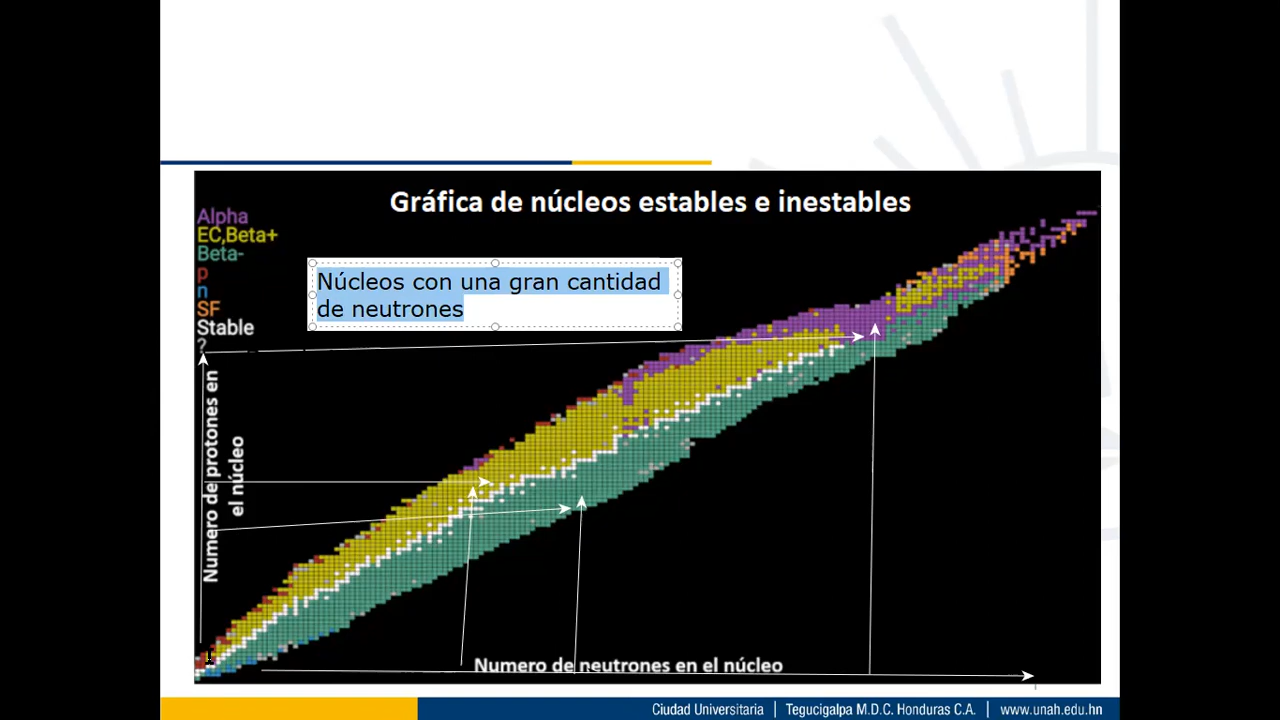 Gráfica de núcleos estables e inestables
Alpha
EC,Beta+
Beta-
p
n
SF
Stable
?
Núcleos con una gran cantidad
de neutrones
Numero de protones en
el núcleo
Numero de neutrones en el núcleo
Ciudad Universitaria | Tegucigalpa M.D.C. Honduras C.A. | www.unah.edu.hn